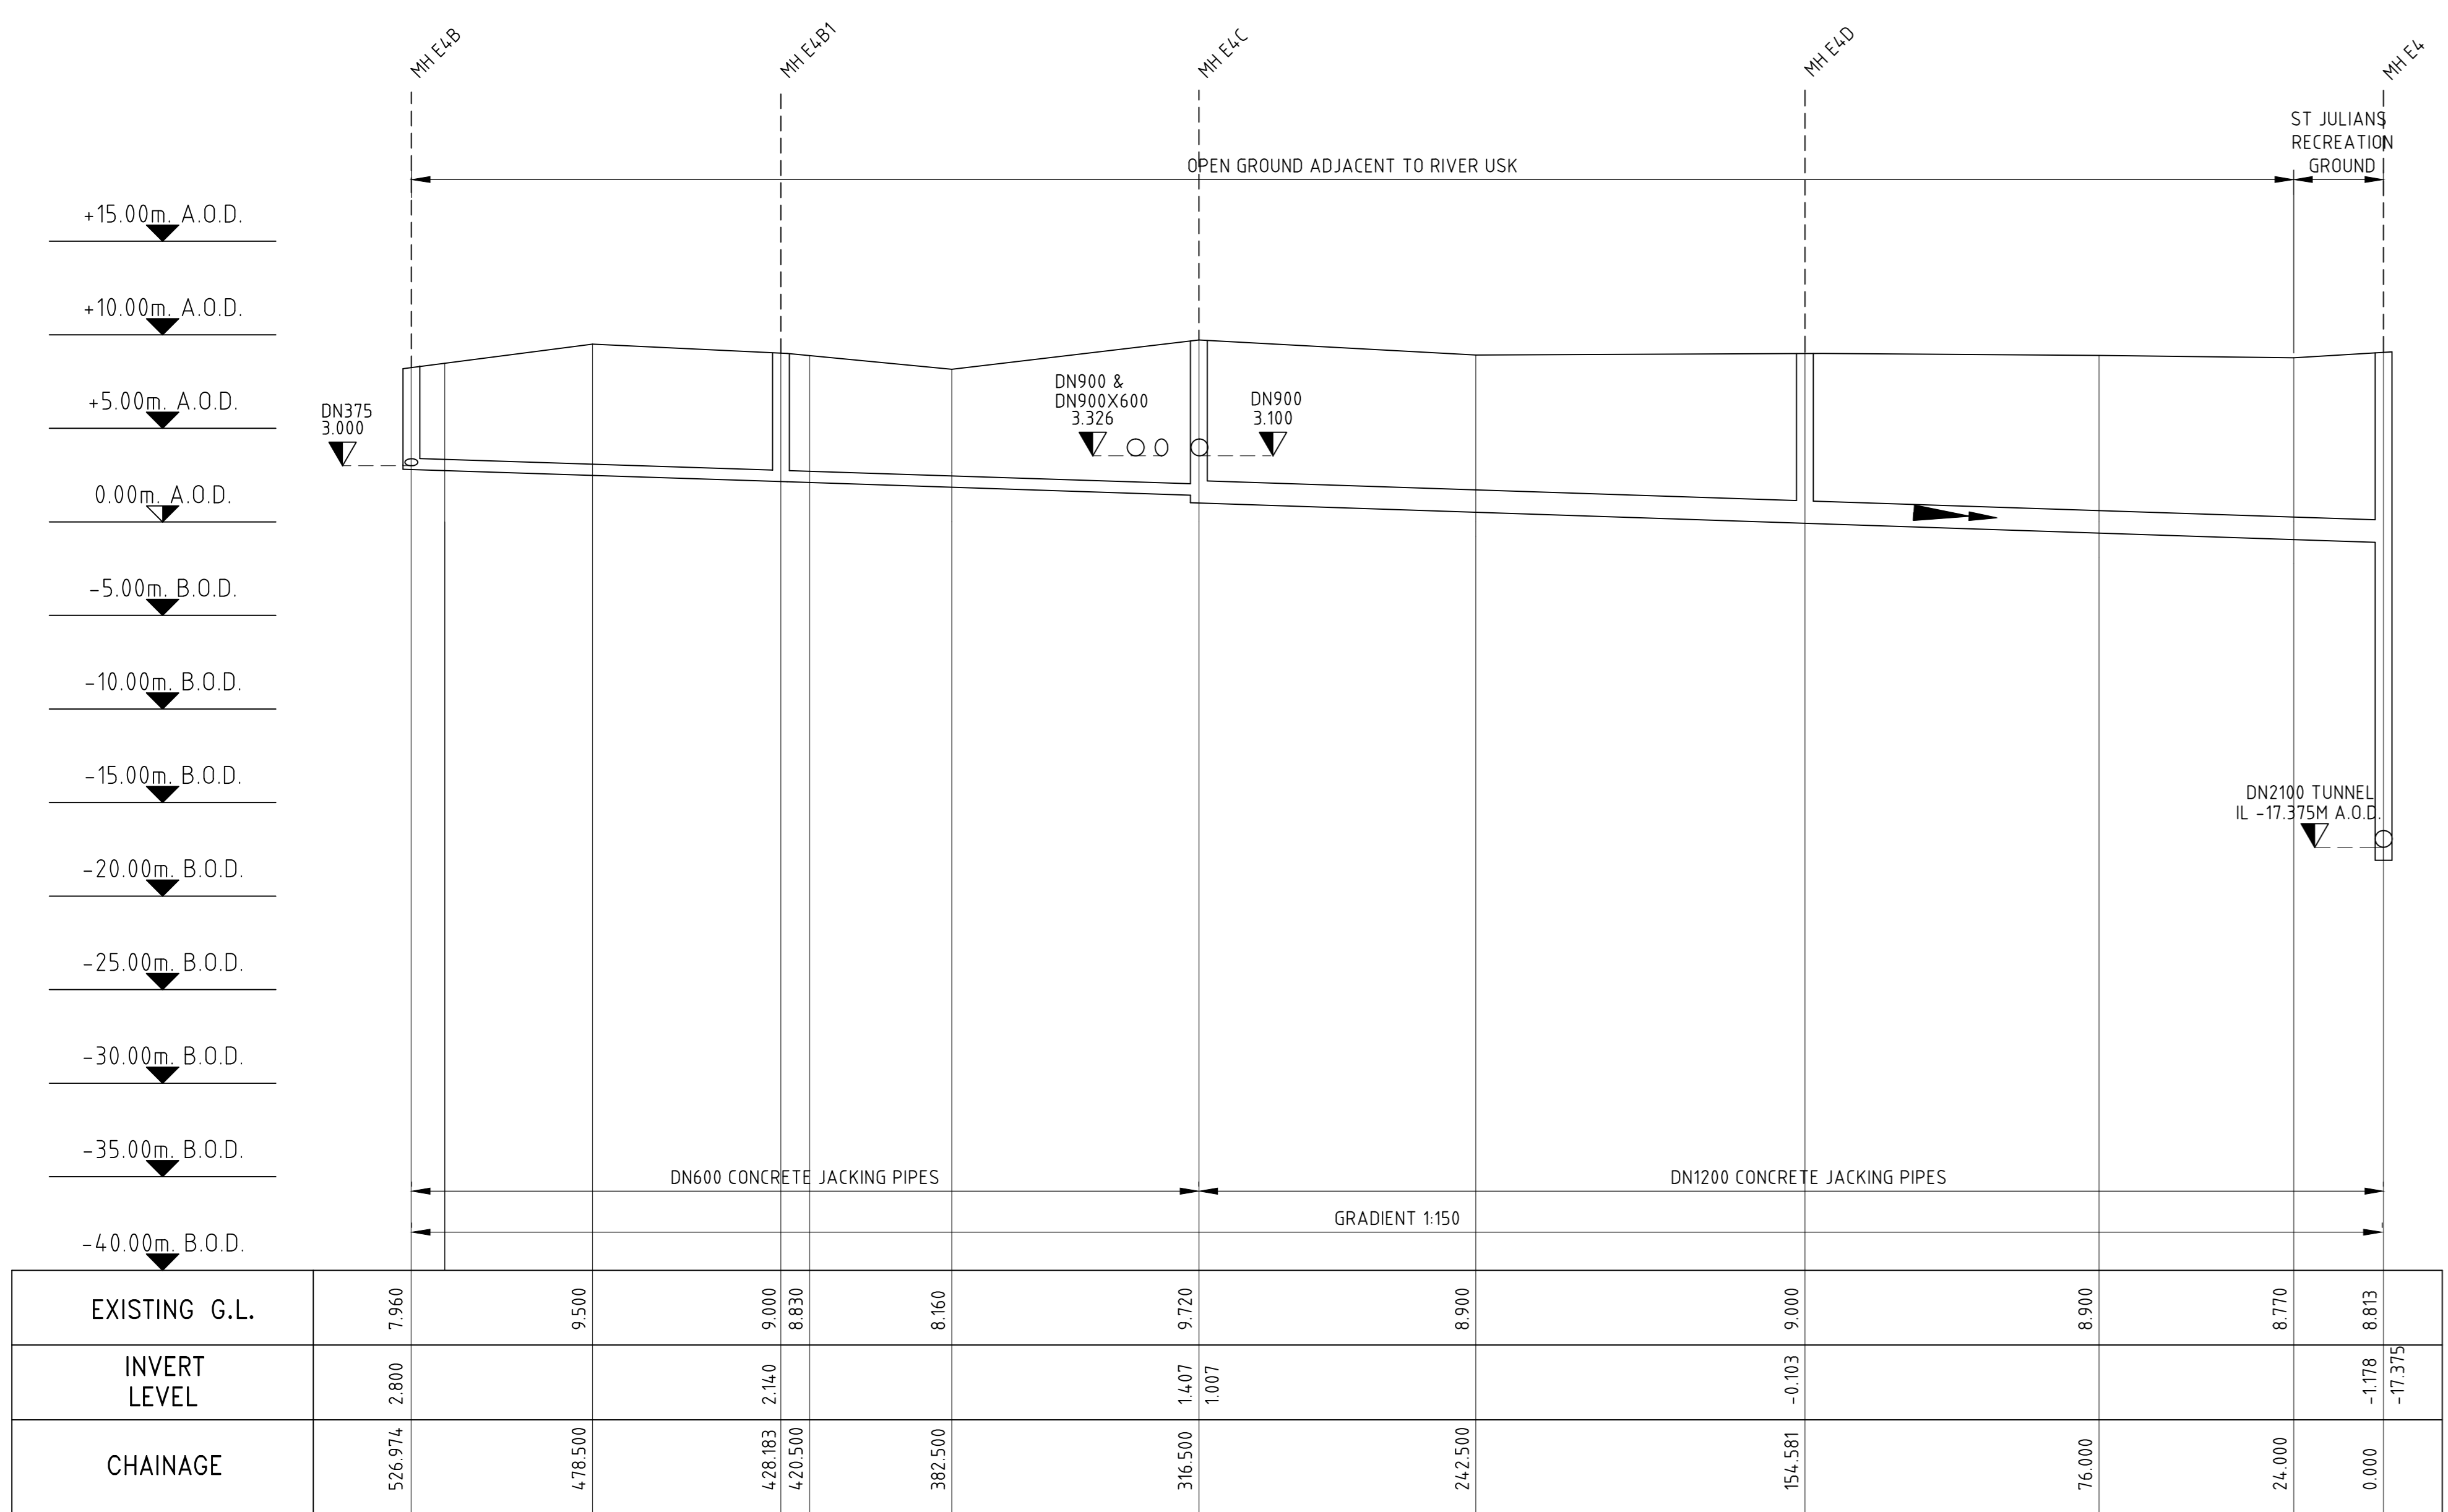 MH E4B
MH E4B1
MH E4C
MH E4D
MH E4
ST JULIANS
RECREATION
GROUND
OPEN GROUND ADJACENT TO RIVER USK
+15.00m. A.O.D.
+10.00m. A.O.D.
+5.00m. A.O.D.
0.00m. A.O.D.
-5.00m. B.O.D.
-10.00m. B.O.D.
-15.00m. B.O.D.
-20.00m. B.O.D.
-25.00m. B.O.D.
-30.00m. B.O.D.
-35.00m. B.O.D.
-40.00m. B.O.D.
DN375
3.000
DN900 &
DN900X600
3.326
DN900
3.100
DN2100 TUNNEL
IL -17.375M A.O.D.
DN600 CONCRETE JACKING PIPES
DN1200 CONCRETE JACKING PIPES
GRADIENT 1:150
EXISTING G.L.
7.960
9.500
9.000
8.830
8.160
9.720
8.900
9.000
8.900
8.770
8.813
INVERT
LEVEL
2.800
2.140
1.407
1.007
-0.103
-1.178
-17.375
CHAINAGE
526.974
478.500
428.183
420.500
382.500
316.500
242.500
154.581
76.000
24.000
0.000